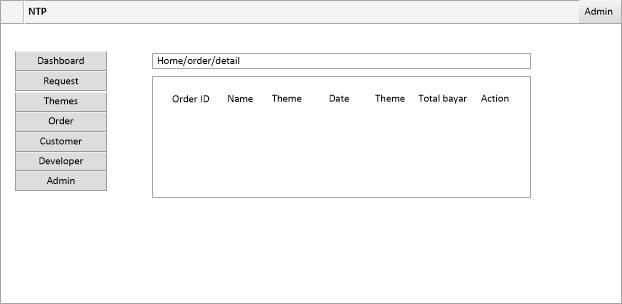 NTP Admin
Dashboard
Request
Themes
Order
Customer
Developer
Admin
Home/order/detail
Order ID Name Theme Date Theme Total bayar Action